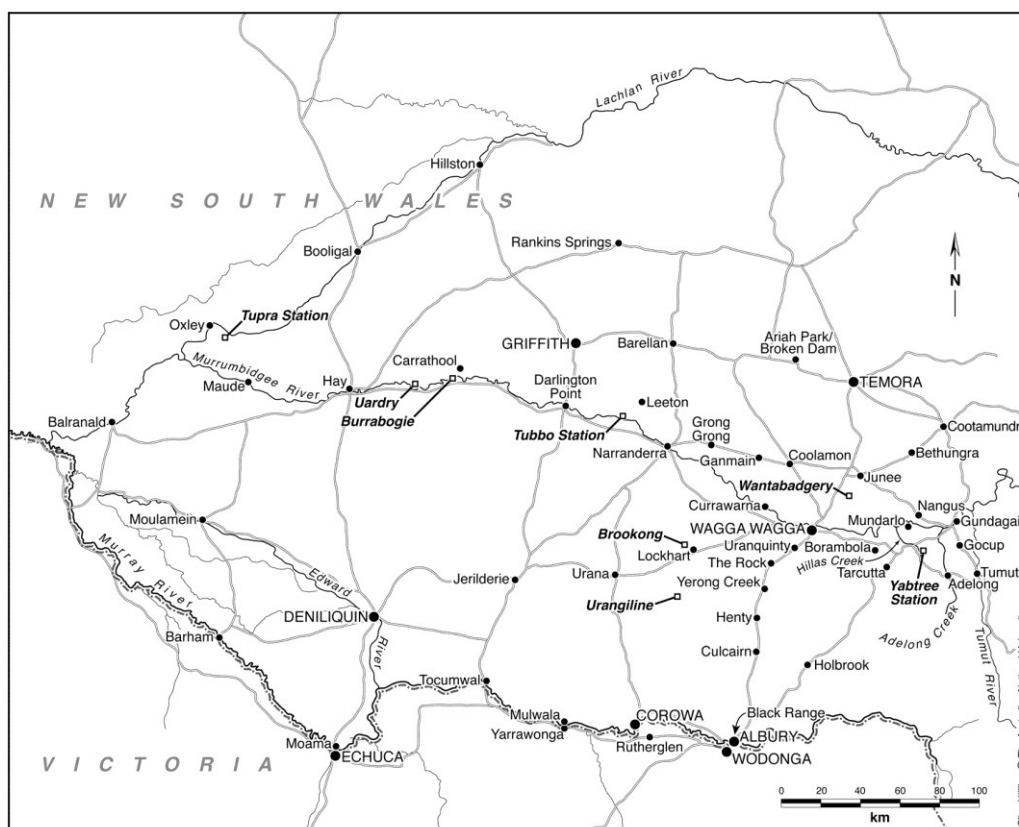 Lachlan River
Hillston
NEW SOUTH WALES
Booligal
Rankins Springs
N
Tupra Station
Oxley
Ariah Park/
Broken Dam
GRIFFITH
Barellan
Carrathool
Murrumbidgee River
Maude
Hay
TEMORA
Darlington
Point
Uardry
Burrabogie
Leeton
Balranald
Tubbo Station
Grong
Grong
Cootamundr
Narranderra
Bethungra
Ganmain
Coolamon
Junee
Wantabadgery
Currawarna
Nangus
Moulamein
Mundarlo
Gundagai
WAGGA WAGGA
Brookong
Uranquinty
Borambola
Gocup
Lockhart
Hillas Creek
The Rock
Tarcutta
Murray River
Edward
River
Jerilderie
Urana
Yerong Creek
Yabtree
Station
Adelong
Tumut
Urangiline
DENILIQUIN
Henty
Adelong Creek
Tumut River
Barham
Culcairn
Holbrook
Tocumwal
Mulwala
COROWA
Black Range
Yarrawonga
Rutherglen
ALBURY
Moama
ECHUCA
WODONGA
VICTORIA
0 20 40 60 80 100
km